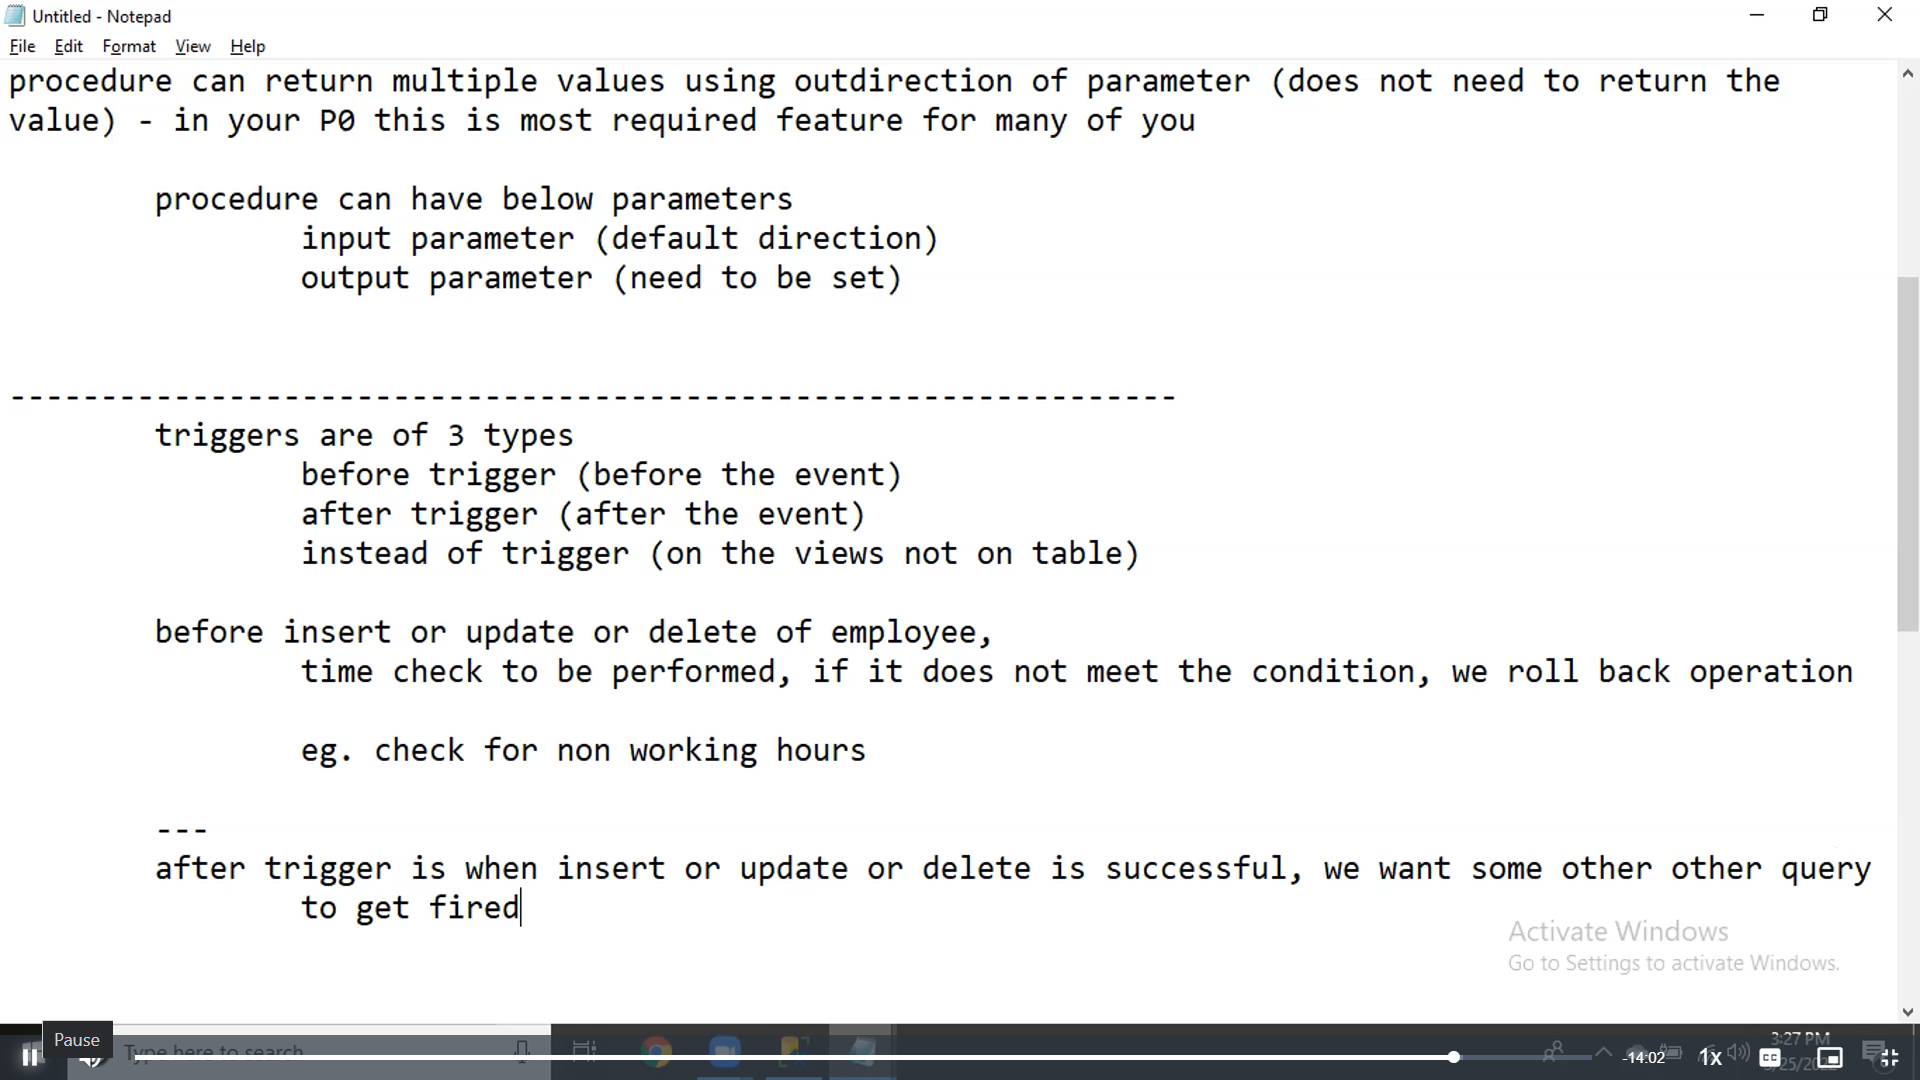 Untitled - Notepad
File Edit Format View Help
procedure can return multiple values using outdirection of parameter (does not need to return the
value) - in your P0 this is most required feature for many of you
procedure can have below parameters
input parameter (default direction)
output parameter (need to be set)
----------------------------------------------------------------
triggers are of 3 types
before trigger (before the event)
after trigger (after the event)
instead of trigger (on the views not on table)
before insert or update or delete of employee,
time check to be performed, if it does not meet the condition, we roll back operation
eg. check for non working hours
---
after trigger is when insert or update or delete is successful, we want some other other query
to get fired
Activate Windows
Go to Settings to activate Windows.
Pause
Type here to search
3:27 PM
-14:02
1x
CC